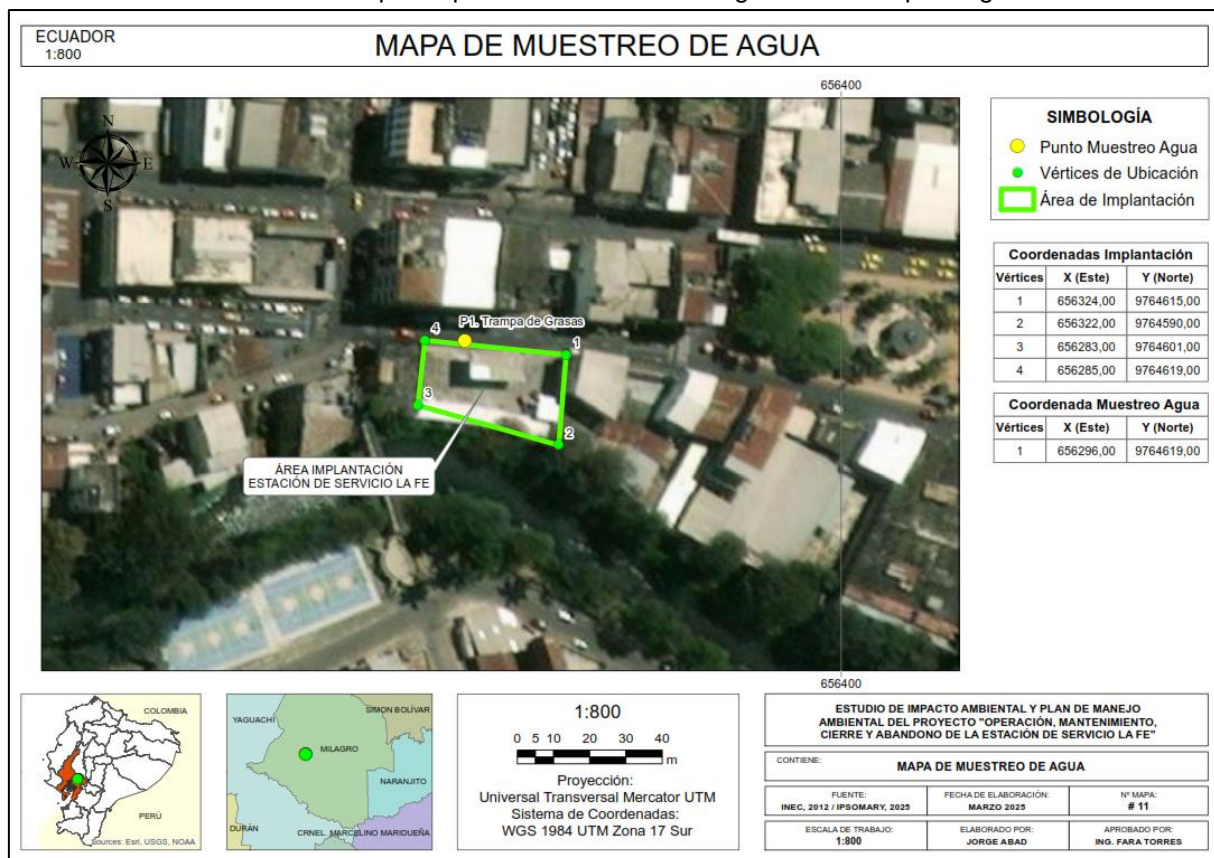 ECUADOR
1:800
MAPA DE MUESTREO DE AGUA
656400
N
W
E
S
P1. Trampa de Grasas
4
1
3
2
ÁREA IMPLANTACIÓN
ESTACIÓN DE SERVICIO LA FE
656400
SIMBOLOGÍA
Punto Muestreo Agua
Vértices de Ubicación
Área de Implantación
Coordenadas Implantación
Vértices X (Este) Y (Norte)
1 656324,00 9764615,00
2 656322,00 9764590,00
3 656283,00 9764601,00
4 656285,00 9764619,00
Coordenada Muestreo Agua
Vértices X (Este) Y (Norte)
1 656296,00 9764619,00
COLOMBIA
PERÚ
Sources: Esri, USGS, NOAA
YAGUACHI
SIMON BOLÍVAR
MILAGRO
NARANJITO
DURÁN
CRNEL. MARCELINO MARIDUEÑA
1:800
0 5 10 20 30 40
m
Proyección:
Universal Transversal Mercator UTM
Sistema de Coordenadas:
WGS 1984 UTM Zona 17 Sur
ESTUDIO DE IMPACTO AMBIENTAL Y PLAN DE MANEJO
AMBIENTAL DEL PROYECTO "OPERACIÓN, MANTENIMIENTO,
CIERRE Y ABANDONO DE LA ESTACIÓN DE SERVICIO LA FE"
CONTIENE:
MAPA DE MUESTREO DE AGUA
FUENTE:
INEC, 2012 / IPSOMARY, 2025
FECHA DE ELABORACIÓN:
MARZO 2025
Nº MAPA:
# 11
ESCALA DE TRABAJO:
1:800
ELABORADO POR:
JORGE ABAD
APROBADO POR:
ING. FARA TORRES